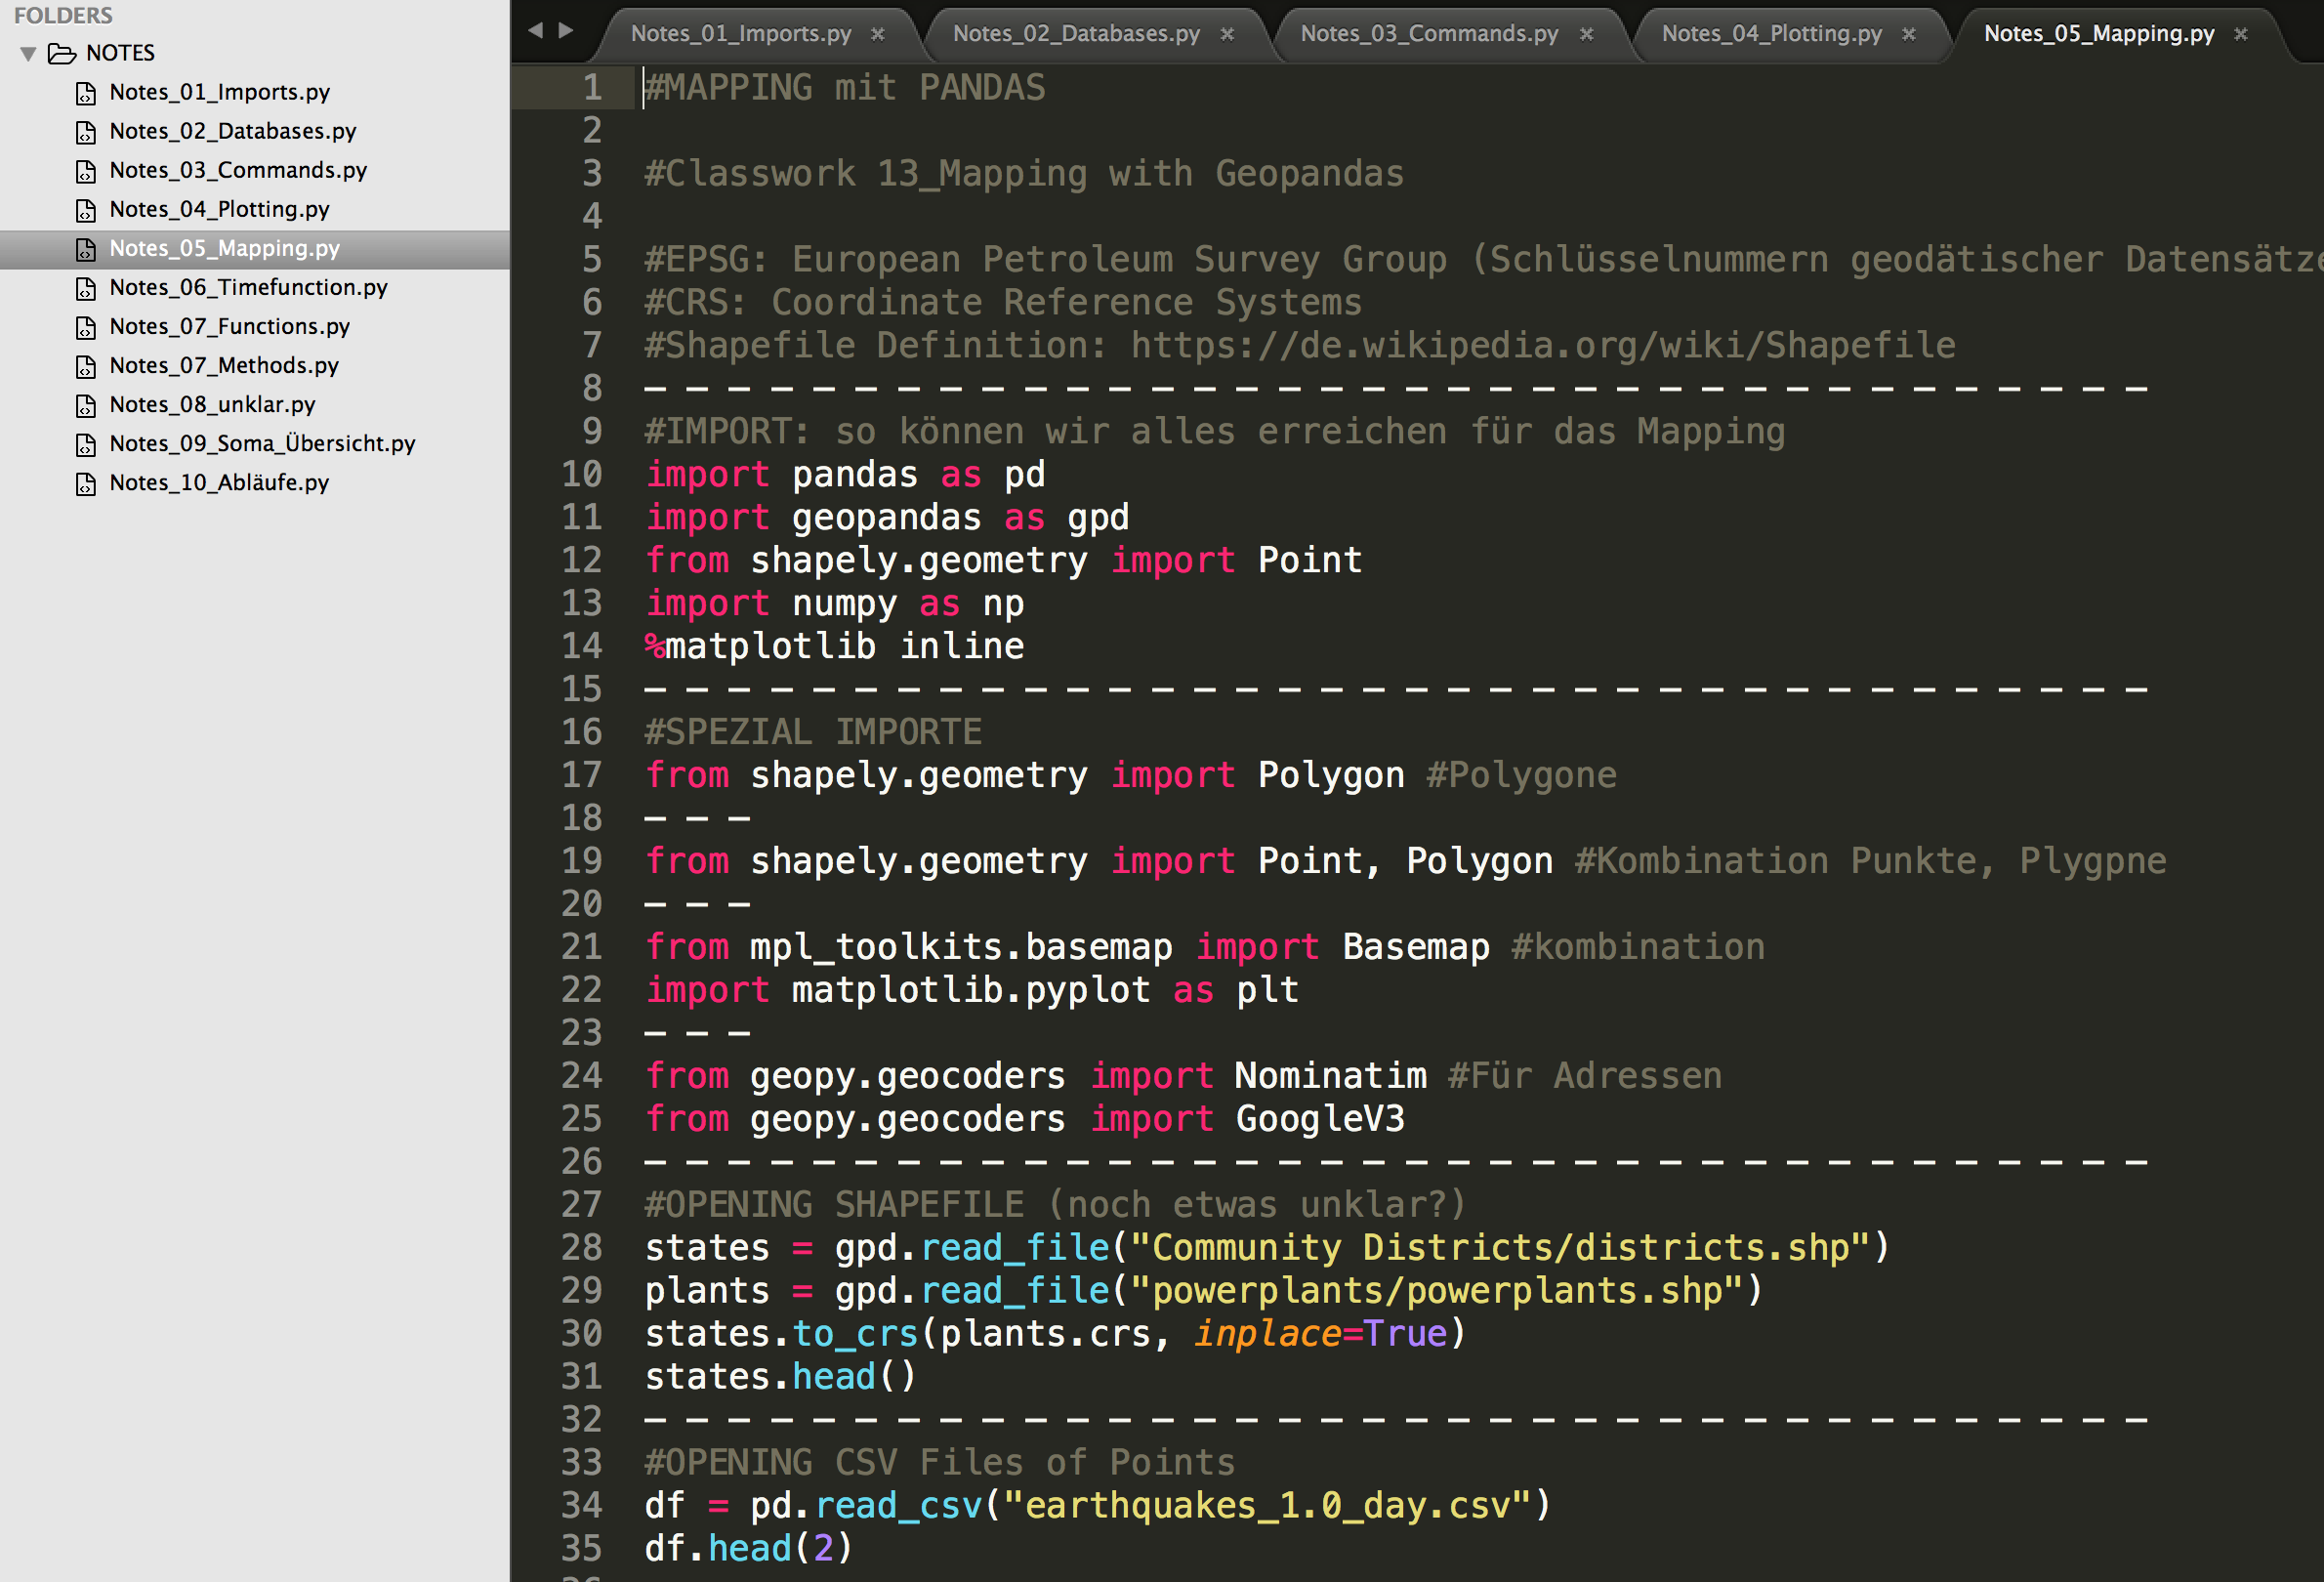 FOLDERS
NOTES
Notes_01_Imports.py
Notes_02_Databases.py
Notes_03_Commands.py
Notes_04_Plotting.py
Notes_05_Mapping.py
Notes_06_Timefunction.py
Notes_07_Functions.py
Notes_07_Methods.py
Notes_08_unklar.py
Notes_09_Soma_Übersicht.py
Notes_10_Abläufe.py
Notes_01_Imports.py × Notes_02_Databases.py × Notes_03_Commands.py × Notes_04_Plotting.py × Notes_05_Mapping.py ×
1 #MAPPING mit PANDAS
2
3 #Classwork 13_Mapping with Geopandas
4
5 #EPSG: European Petroleum Survey Group (Schlüsselnummern geodätischer Datensätze
6 #CRS: Coordinate Reference Systems
7 #Shapefile Definition: https://de.wikipedia.org/wiki/Shapefile
8 – – – – – – – – – – – – – – – – – – – – – – – – – – – – – – – – – – – –
9 #IMPORT: so können wir alles erreichen für das Mapping
10 import pandas as pd
11 import geopandas as gpd
12 from shapely.geometry import Point
13 import numpy as np
14 %matplotlib inline
15 – – – – – – – – – – – – – – – – – – – – – – – – – – – – – – – – – – – –
16 #SPEZIAL IMPORTE
17 from shapely.geometry import Polygon #Polygone
18 – – –
19 from shapely.geometry import Point, Polygon #Kombination Punkte, Plygpne
20 – – –
21 from mpl_toolkits.basemap import Basemap #kombination
22 import matplotlib.pyplot as plt
23 – – –
24 from geopy.geocoders import Nominatim #Für Adressen
25 from geopy.geocoders import GoogleV3
26 – – – – – – – – – – – – – – – – – – – – – – – – – – – – – – – – – – – –
27 #OPENING SHAPEFILE (noch etwas unklar?)
28 states = gpd.read_file("Community Districts/districts.shp")
29 plants = gpd.read_file("powerplants/powerplants.shp")
30 states.to_crs(plants.crs, inplace=True)
31 states.head()
32 – – – – – – – – – – – – – – – – – – – – – – – – – – – – – – – – – – – –
33 #OPENING CSV Files of Points
34 df = pd.read_csv("earthquakes_1.0_day.csv")
35 df.head(2)